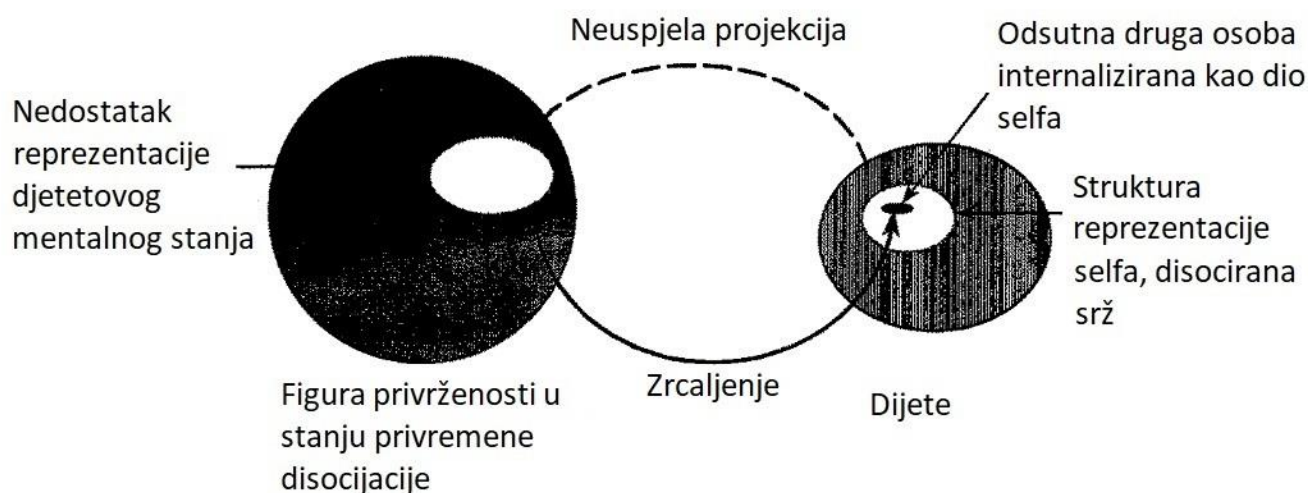 Neuspjela projekcija
Odsutna druga osoba
internalizirana kao dio
selfa
Nedostatak
reprezentacije
djetetovog
mentalnog stanja
Struktura
reprezentacije
selfa, disocirana
srž
Figura privrženosti u
stanju privremene
disocijacije
Zrcaljenje
Dijete